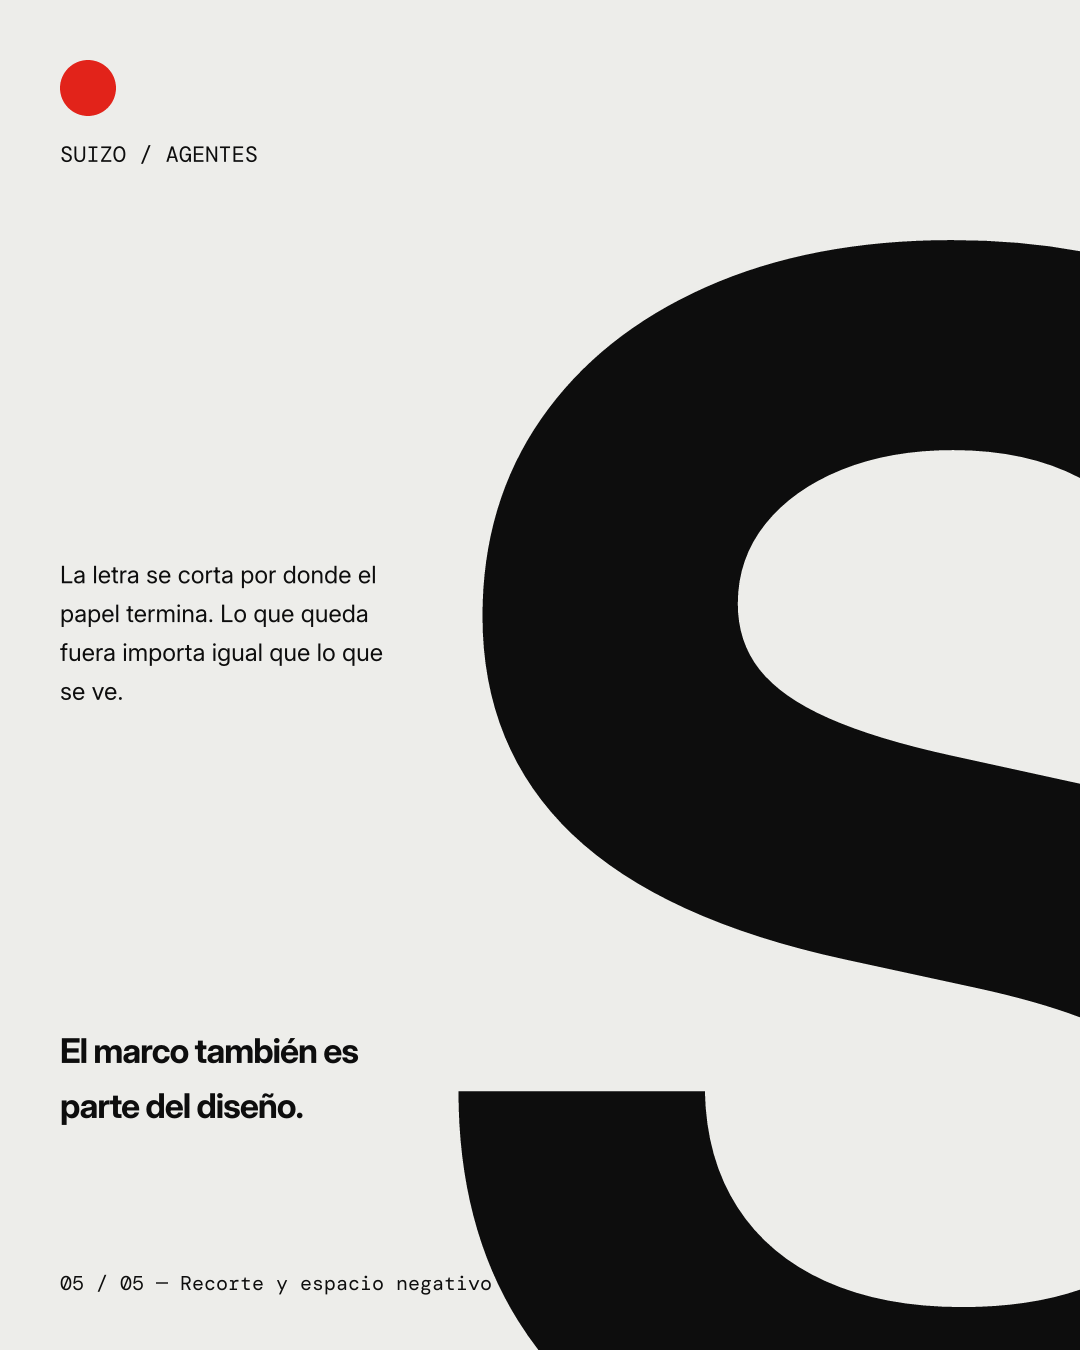 SUIZO / AGENTES
S
La letra se corta por donde el
papel termina. Lo que queda
fuera importa igual que lo que
se ve.
El marco también es
parte del diseño.
05 / 05 — Recorte y espacio negativo